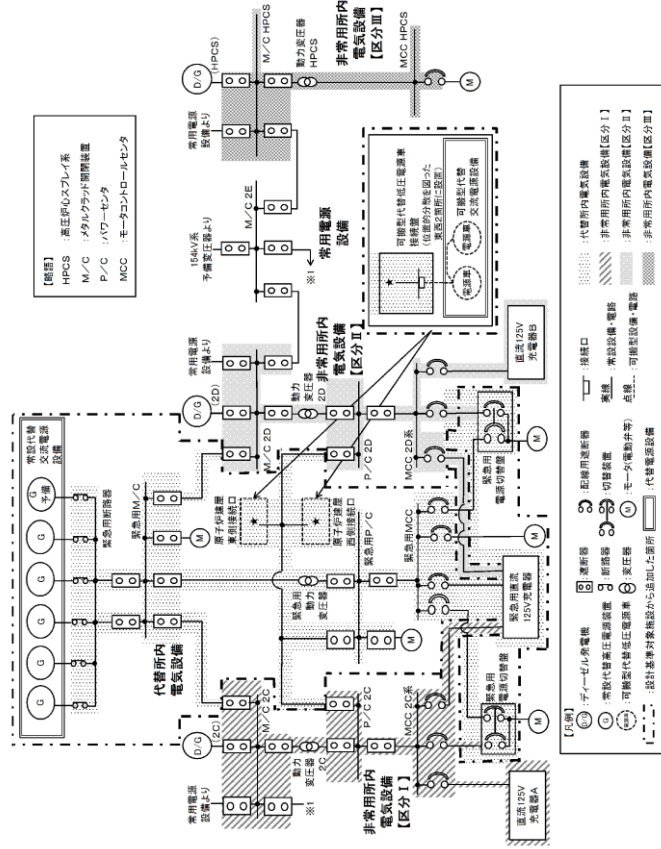 【略語】
HPCS :高圧炉心スプレイ系
M/C :メタルクラッド開閉装置
P/C :パワーセンタ
MCC :モータコントロールセンタ
常設代替
交流電源
設備
G
G
G
G
G
G
予備
緊急用断路器
緊急用M/C
代替所内
電気設備
M
常用電源
設備より
D/G
(2C)
M/C 2C
※1
動力
変圧器
2C
非常用所内
電気設備
【区分Ⅰ】
P/C 2C
MCC 2C系
直流125V
充電器A
緊急用
電源切替盤
M
緊急用
動力
変圧器
緊急用P/C
M
緊急用MCC
M
緊急用直流
125V充電器
原子炉建屋
東側接続口
原子炉建屋
西側接続口
D/G
(2D)
常用電源
設備より
M/C 2D
動力
変圧器
2D
非常用所内
電気設備
【区分Ⅱ】
P/C 2D
MCC 2D系
緊急用
電源切替盤
M
直流125V
充電器B
154kV系
予備変圧器より
M/C 2E
※1
常用電源
設備
可搬型代替低圧電源車
接続盤
(位置的分散を図った
東西2箇所に設置)
可搬型代替
交流電源設備
電源車
電源車
常用電源
設備より
D/G
(HPCS)
M/C HPCS
動力変圧器
HPCS
非常用所内
電気設備
【区分Ⅲ】
MCC HPCS
M
【凡例】
D/G :ディーゼル発電機
G :常設代替高圧電源装置
電源車 :可搬型代替低圧電源車
:設計基準対象施設から追加した箇所
:遮断器
:断路器
:変圧器
:代替電源設備
:配線用遮断器
:切替装置
M :モータ(電動弁等)
:接続口
実線 :常設設備・電路
点線 :可搬型設備・電路
:代替所内電気設備
:非常用所内電気設備【区分Ⅰ】
:非常用所内電気設備【区分Ⅱ】
:非常用所内電気設備【区分Ⅲ】